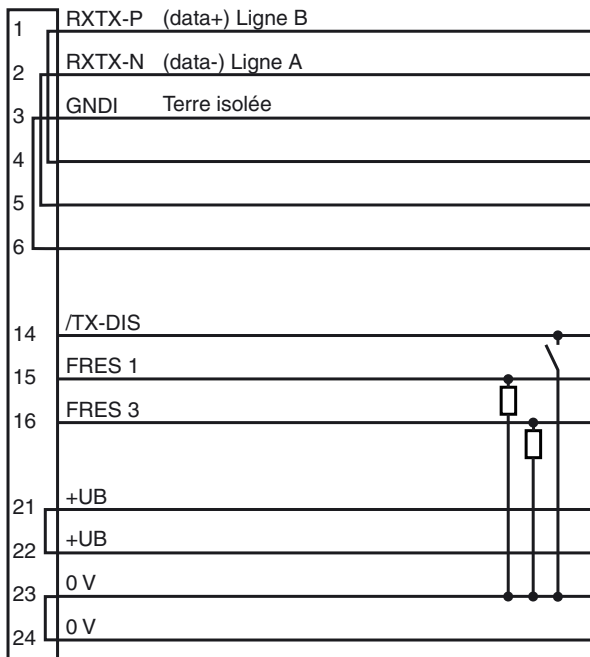 1 RXTX-P (data+) Ligne B
2 RXTX-N (data-) Ligne A
3 GNDI Terre isolée
4
5
6
14 /TX-DIS
15 FRES 1
16 FRES 3
21 +UB
22 +UB
23 0 V
24 0 V